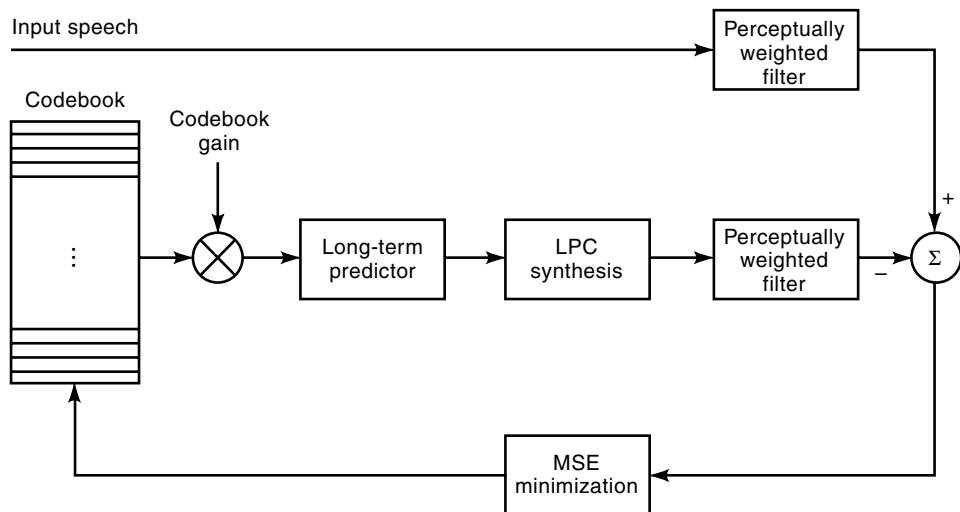 Input speech
Perceptually
weighted
filter
Codebook
Codebook
gain
+
⋮
Long-term
predictor
LPC
synthesis
Perceptually
weighted
filter
−
Σ
MSE
minimization